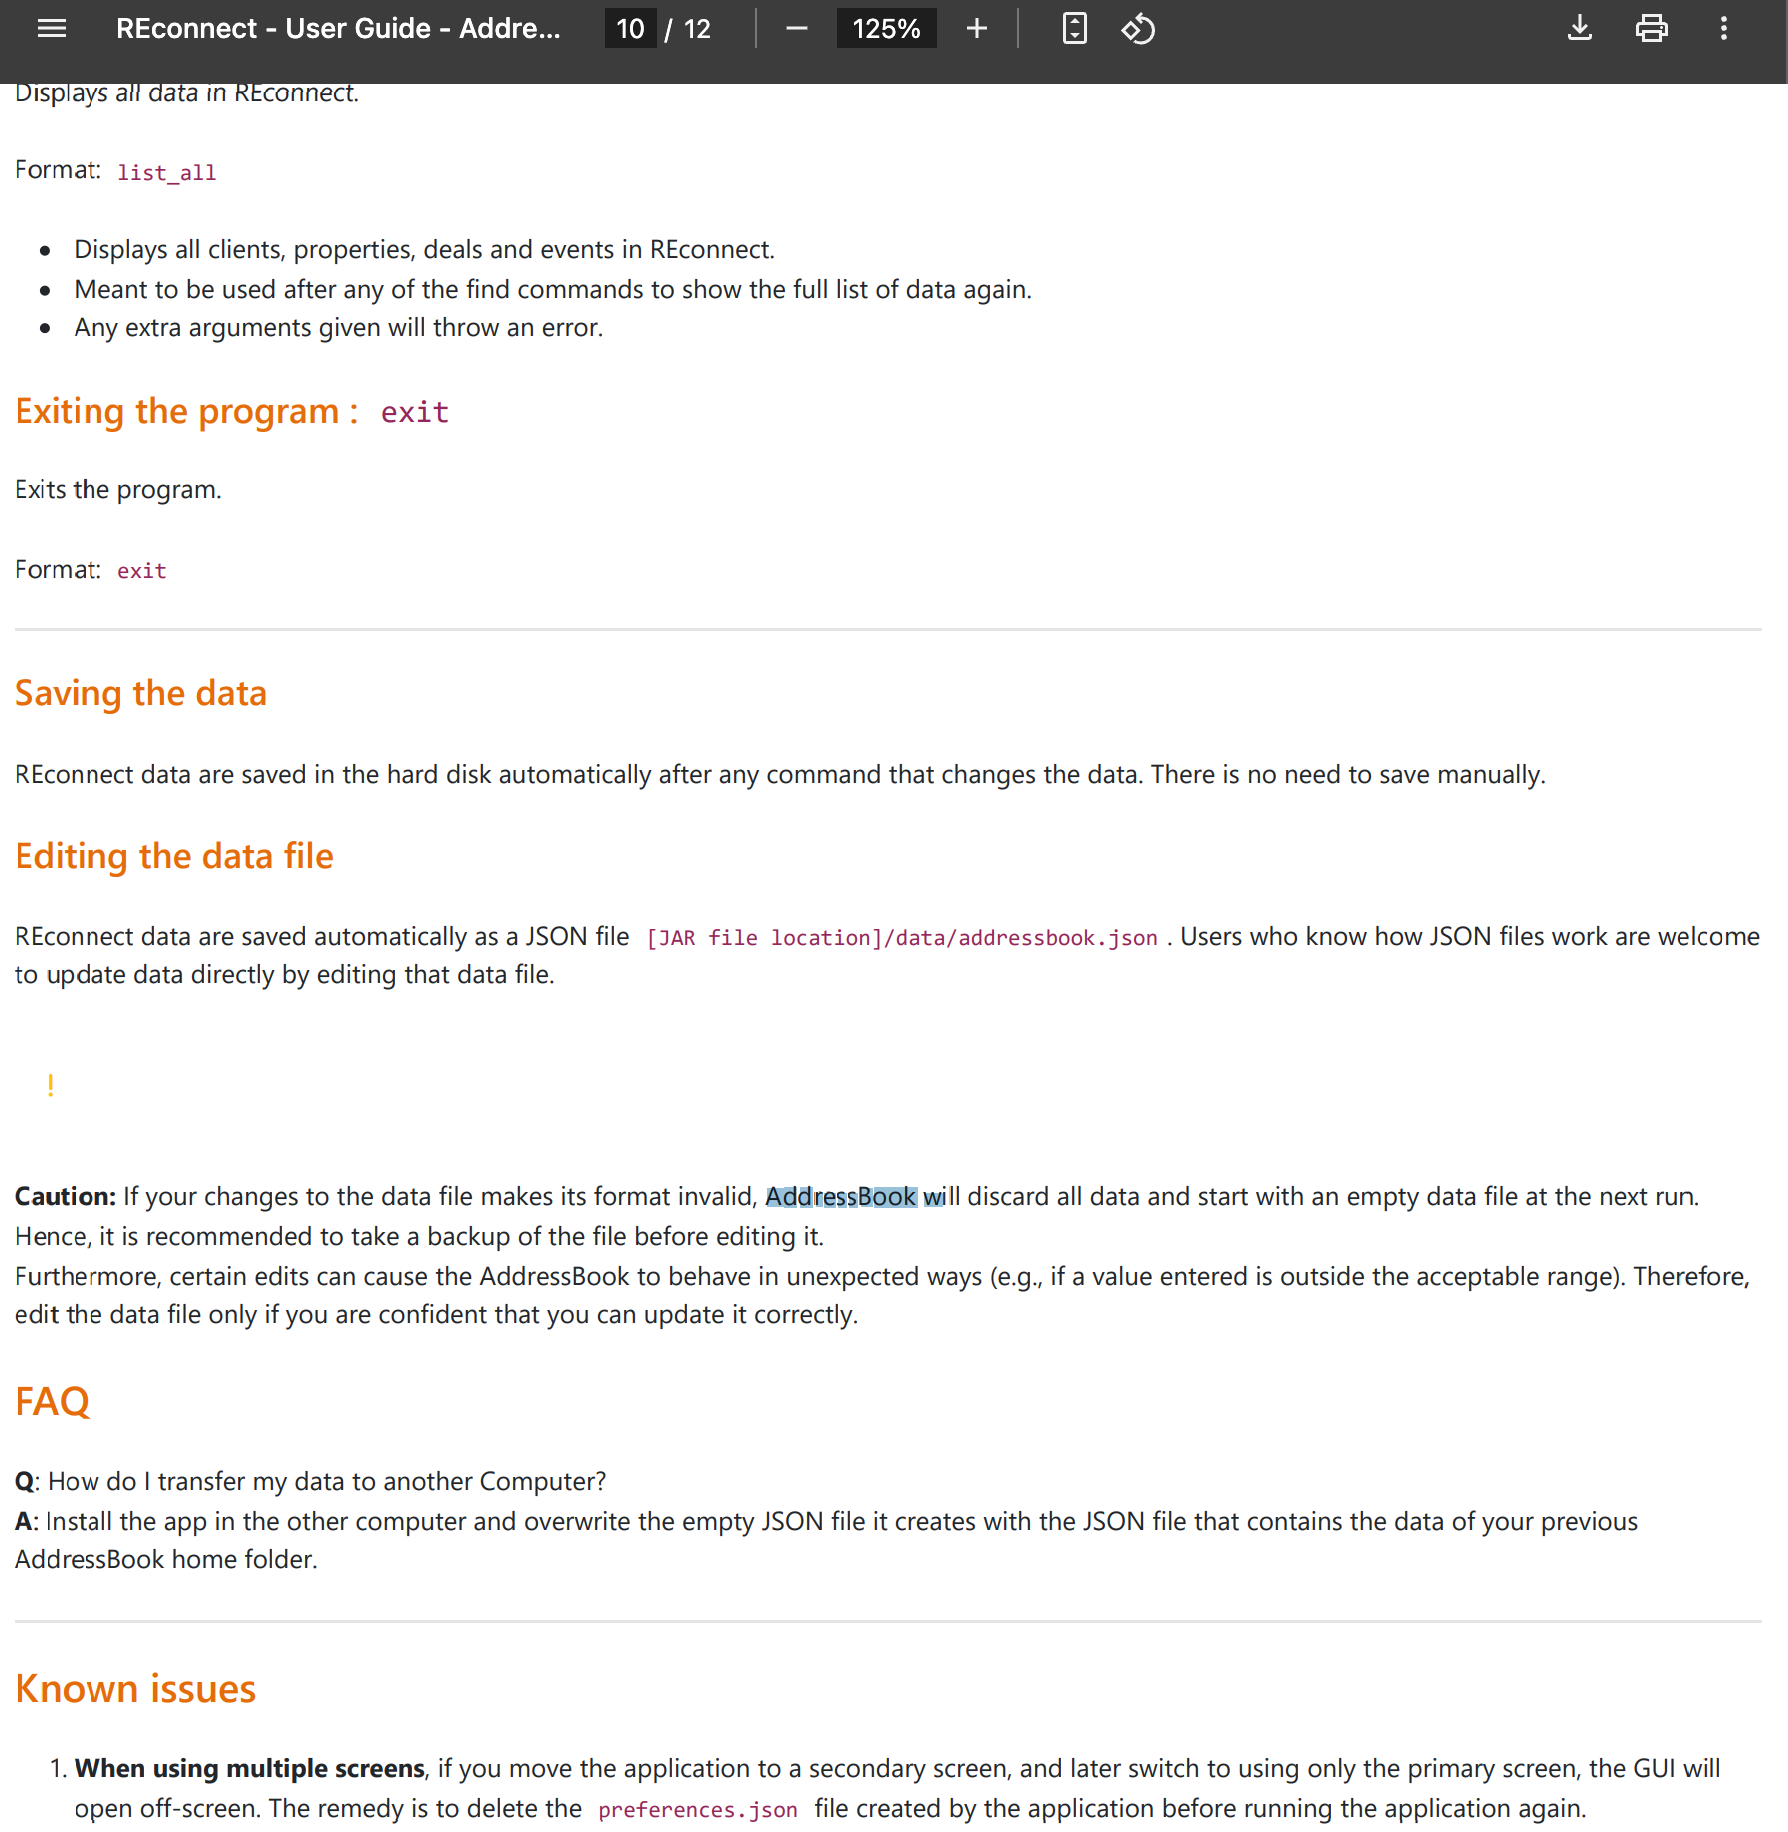 REconnect - User Guide - Addre...
10 / 12
125%
Displays all data in REconnect.
Format: list_all
Displays all clients, properties, deals and events in REconnect.
Meant to be used after any of the find commands to show the full list of data again.
Any extra arguments given will throw an error.
Exiting the program : exit
Exits the program.
Format: exit
Saving the data
REconnect data are saved in the hard disk automatically after any command that changes the data. There is no need to save manually.
Editing the data file
REconnect data are saved automatically as a JSON file [JAR file location]/data/addressbook.json . Users who know how JSON files work are welcome
to update data directly by editing that data file.
!
Caution: If your changes to the data file makes its format invalid, AddressBook will discard all data and start with an empty data file at the next run.
Hence, it is recommended to take a backup of the file before editing it.
Furthermore, certain edits can cause the AddressBook to behave in unexpected ways (e.g., if a value entered is outside the acceptable range). Therefore,
edit the data file only if you are confident that you can update it correctly.
FAQ
Q: How do I transfer my data to another Computer?
A: Install the app in the other computer and overwrite the empty JSON file it creates with the JSON file that contains the data of your previous
AddressBook home folder.
Known issues
1. When using multiple screens, if you move the application to a secondary screen, and later switch to using only the primary screen, the GUI will
open off-screen. The remedy is to delete the preferences.json file created by the application before running the application again.